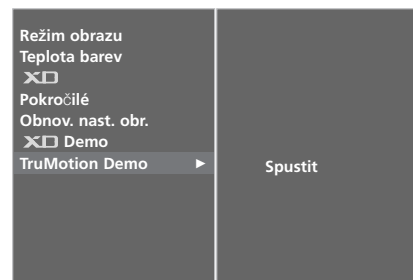 Režim obrazu
Teplota barev
XD
Pokročilé
Obnov. nast. obr.
XD Demo
TruMotion Demo ► Spustit